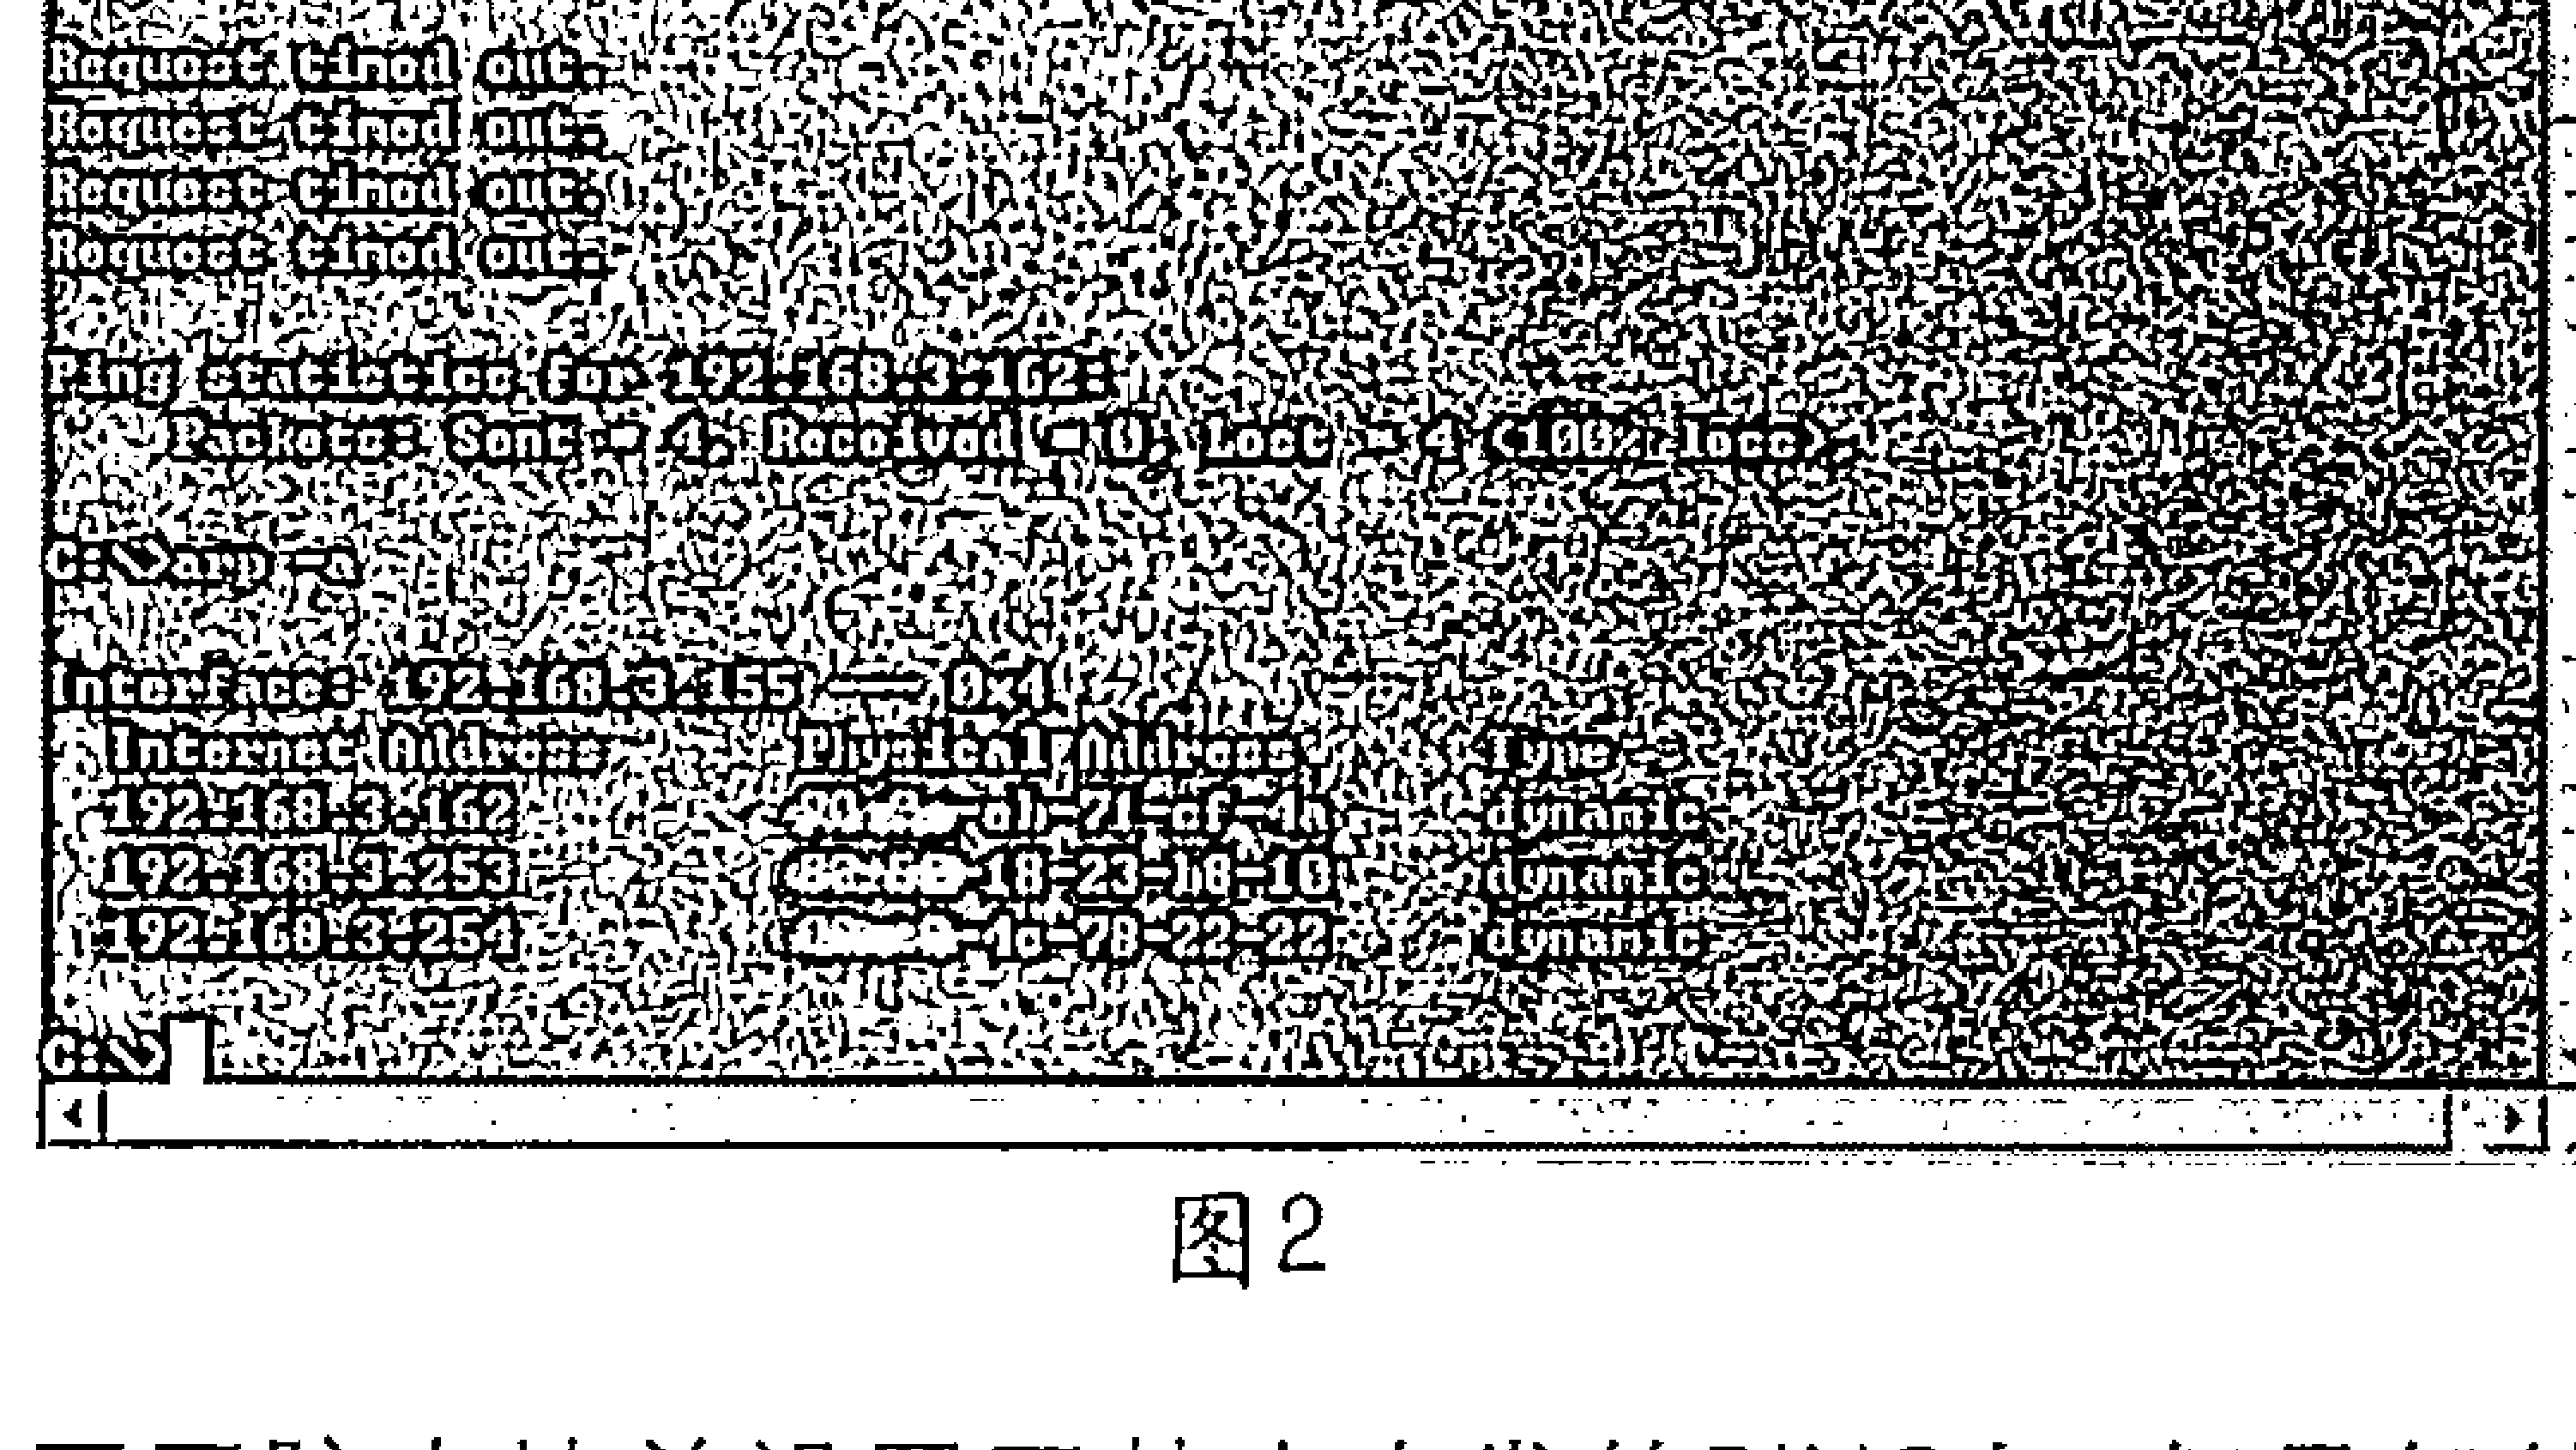 Request timed out.
Request timed out.
Request timed out.
Request timed out.
Ping statistics for 192.168.3.162:
Packets: Sent = 4, Received = 0, Lost = 4 (100% loss),
C:\>arp -a
Interface: 192.168.3.155 --- 0x4
Internet Address Physical Address Type
192.168.3.162 dynamic
192.168.3.253 dynamic
192.168.3.254 dynamic
C:\>
图2